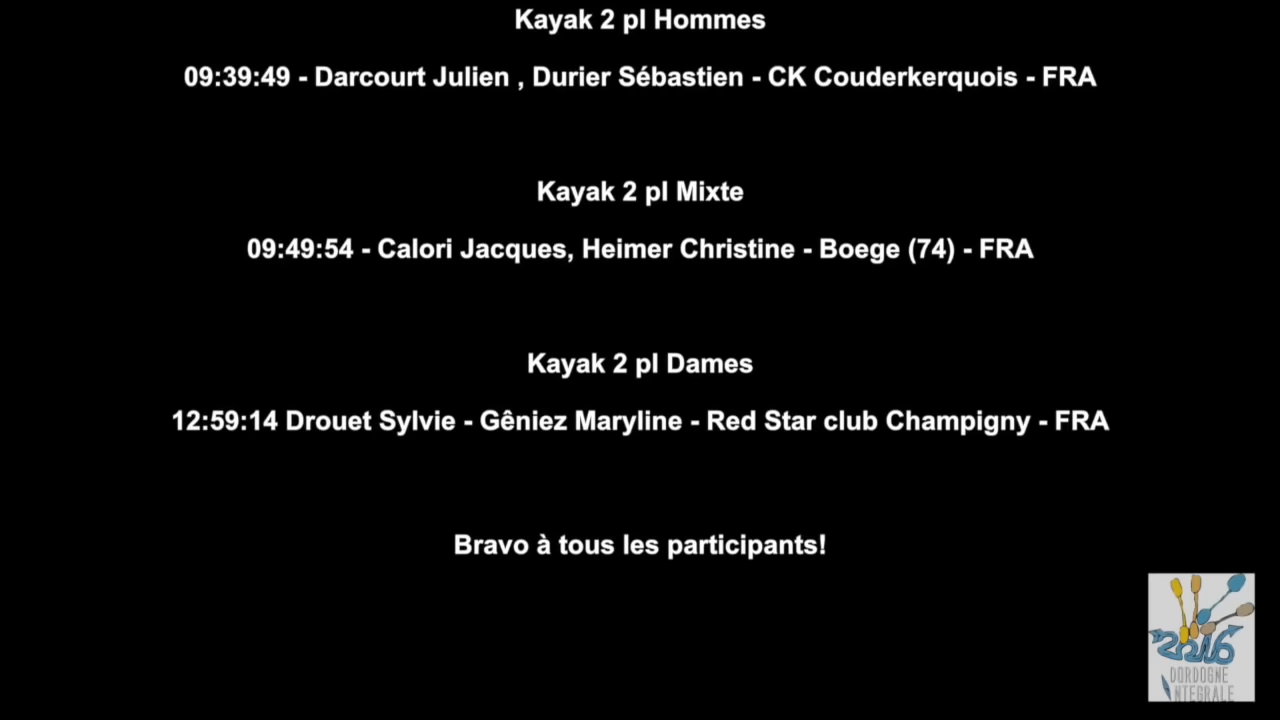 Kayak 2 pl Hommes
09:39:49 - Darcourt Julien , Durier Sébastien - CK Couderkerquois - FRA
Kayak 2 pl Mixte
09:49:54 - Calori Jacques, Heimer Christine - Boege (74) - FRA
Kayak 2 pl Dames
12:59:14 Drouet Sylvie - Gêniez Maryline - Red Star club Champigny - FRA
Bravo à tous les participants!
2016
DORDOGNE
INTEGRALE